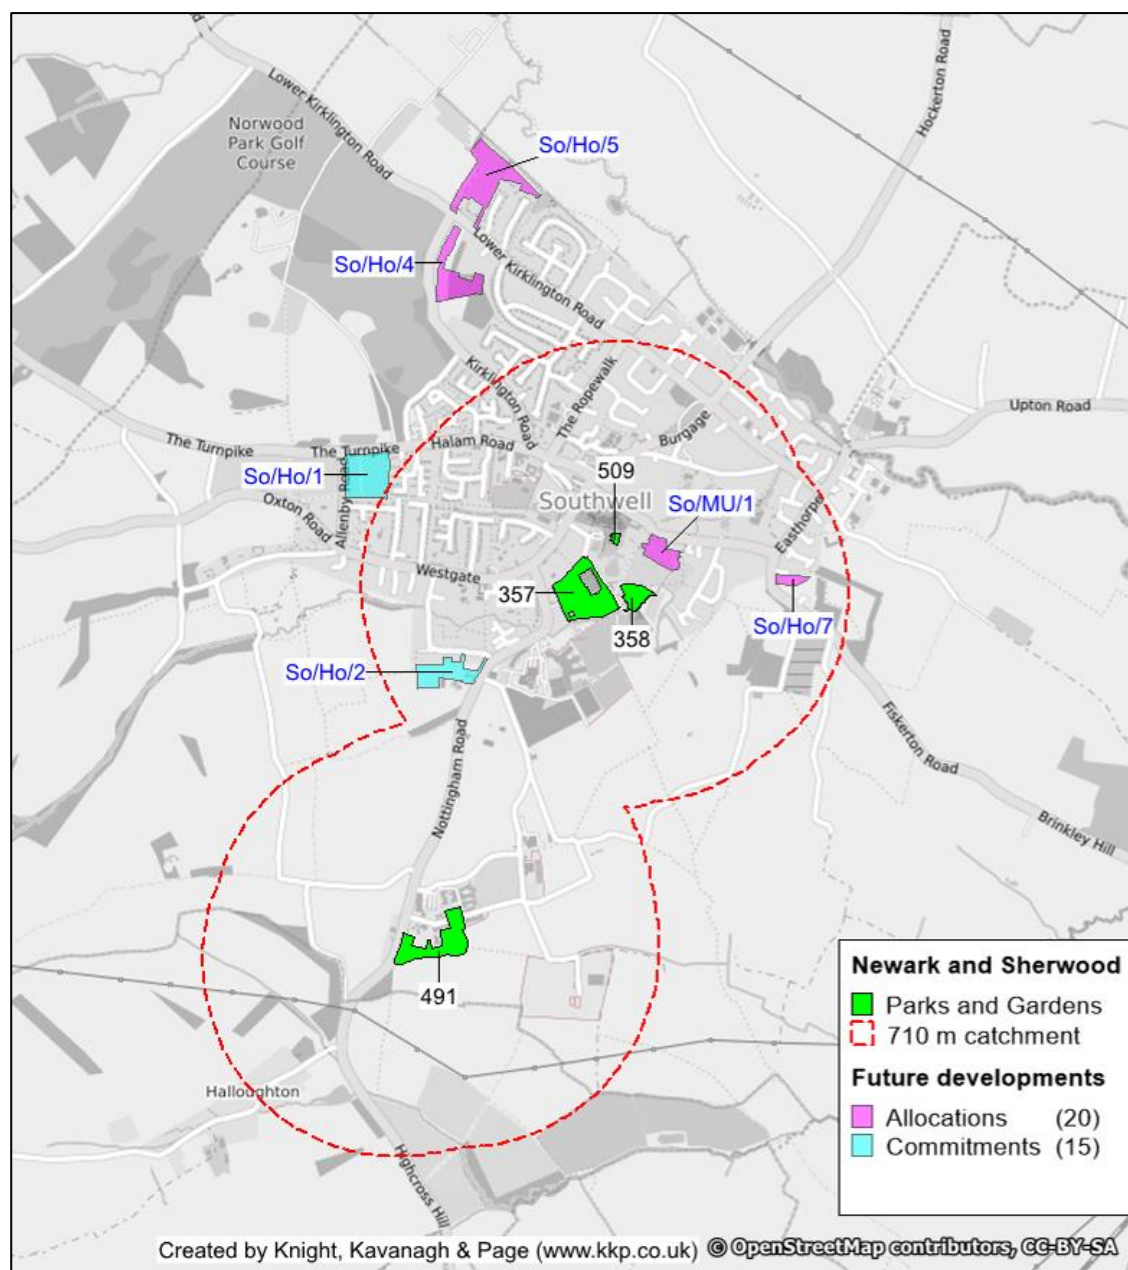 Lower Kirklington Road
Hockerton Road
Norwood
Park Golf
Course
So/Ho/5
Lower Kirklington Road
So/Ho/4
Kirklington Road
The Ropewalk
Upton Road
Burgage
The Turnpike
The Turnpike
Halam Road
So/Ho/1
Allenby Road
Oxton Road
509
Southwell
So/MU/1
Easthorpe
Westgate
357
358
So/Ho/7
So/Ho/2
Nottingham Road
Fiskerton Road
Brinkley Hill
491
Halloughton
Highcross Hill
Newark and Sherwood
Parks and Gardens
710 m catchment
Future developments
Allocations (20)
Commitments (15)
Created by Knight, Kavanagh & Page (www.kkp.co.uk) © OpenStreetMap contributors, CC-BY-SA